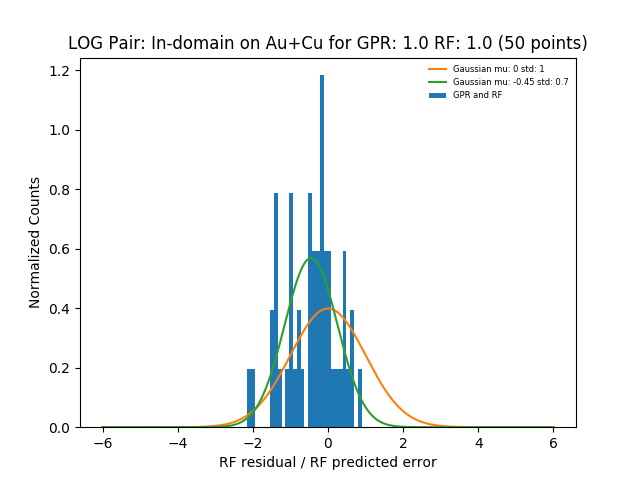 LOG Pair: In-domain on Au+Cu for GPR: 1.0 RF: 1.0 (50 points)
Gaussian mu: 0 std: 1
Gaussian mu: -0.45 std: 0.7
GPR and RF
Normalized Counts
1.2
1.0
0.8
0.6
0.4
0.2
0.0
−6 −4 −2 0 2 4 6
RF residual / RF predicted error